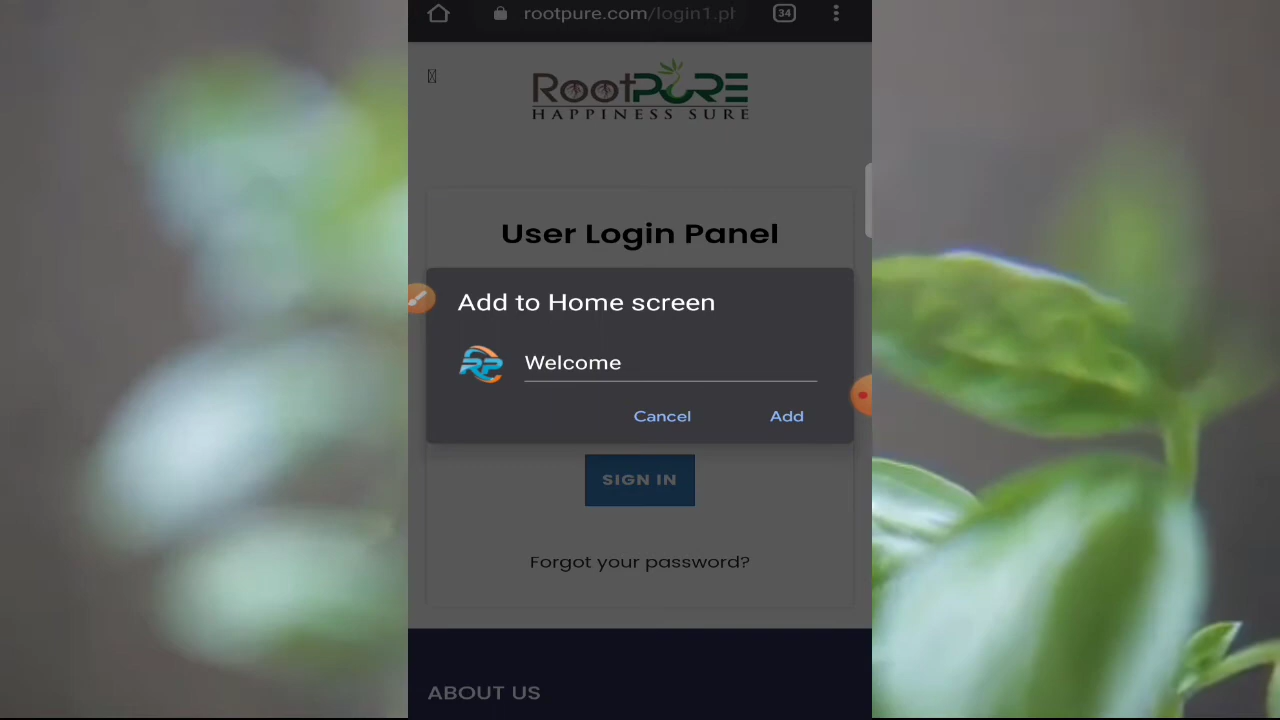 rootpure.com/login1.ph
34
RootPURE
HAPPINESS SURE
User Login Panel
Add to Home screen
RP
Welcome
Cancel
Add
SIGN IN
Forgot your password?
ABOUT US